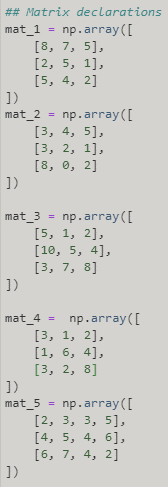 ## Matrix declarations
mat_1 = np.array([
    [8, 7, 5],
    [2, 5, 1],
    [5, 4, 2]
])
mat_2 = np.array([
    [3, 4, 5],
    [3, 2, 1],
    [8, 0, 2]
])

mat_3 = np.array([
    [5, 1, 2],
    [10, 5, 4],
    [3, 7, 8]
])

mat_4 =  np.array([
    [3, 1, 2],
    [1, 6, 4],
    [3, 2, 8]
])
mat_5 = np.array([
    [2, 3, 3, 5],
    [4, 5, 4, 6],
    [6, 7, 4, 2]
])